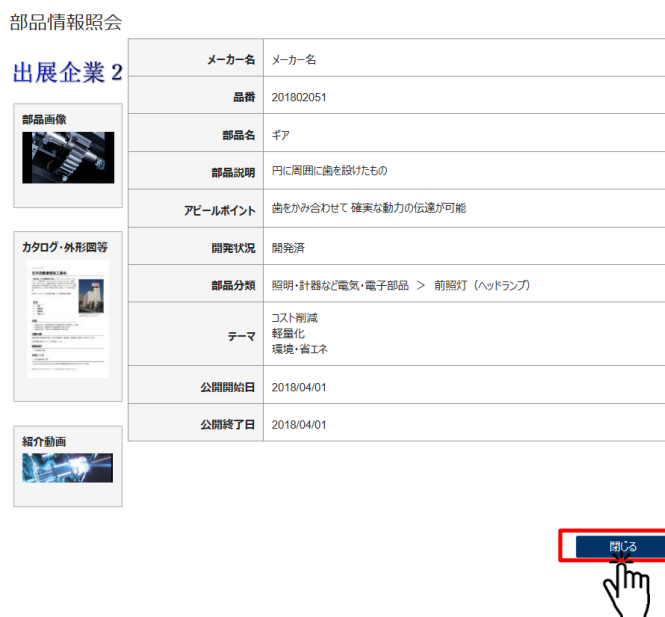 部品情報照会
出展企業 2
部品画像
カタログ・外形図等
紹介動画
メーカー名 メーカー名
品番 201802051
部品名 ギア
部品説明 円に周囲に歯を設けたもの
アピールポイント 歯をかみ合わせて 確実な動力の伝達が可能
開発状況 開発済
部品分類 照明・計器など電気・電子部品 ＞ 前照灯（ヘッドランプ）
テーマ コスト削減
軽量化
環境・省エネ
公開開始日 2018/04/01
公開終了日 2018/04/01
閉じる